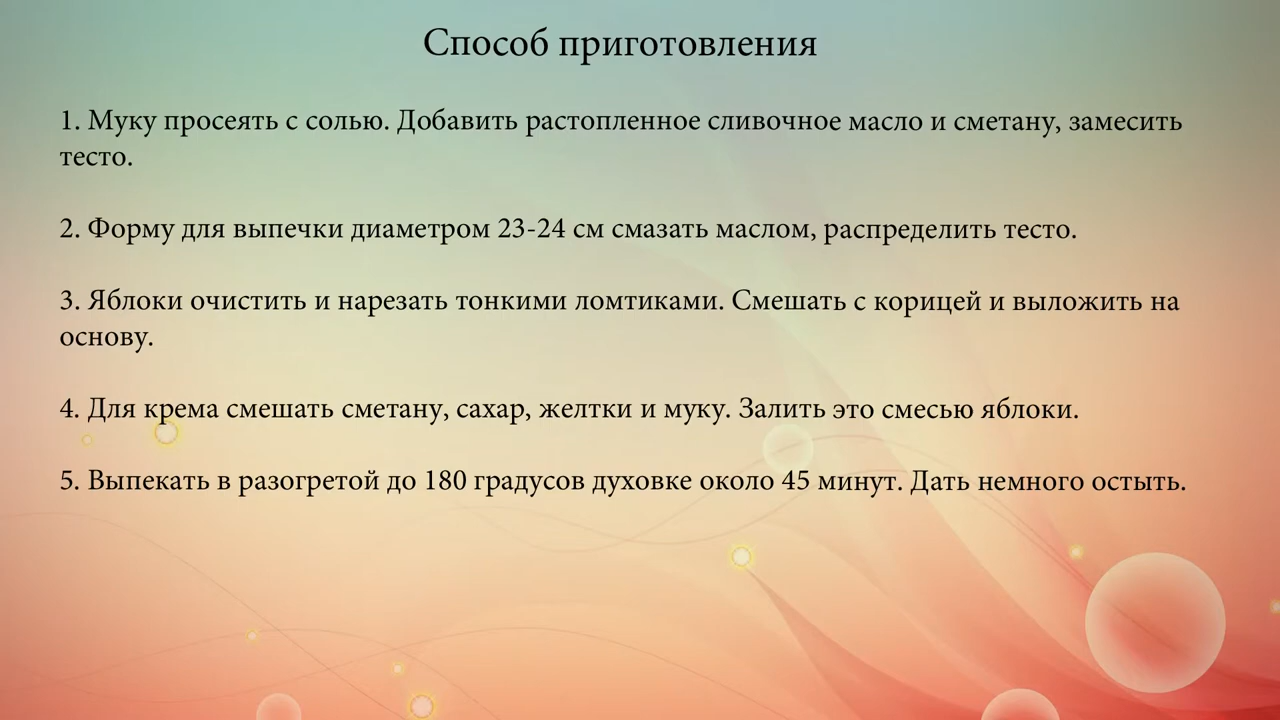 Способ приготовления
1. Муку просеять с солью. Добавить растопленное сливочное масло и сметану, замесить
тесто.
2. Форму для выпечки диаметром 23-24 см смазать маслом, распределить тесто.
3. Яблоки очистить и нарезать тонкими ломтиками. Смешать с корицей и выложить на
основу.
4. Для крема смешать сметану, сахар, желтки и муку. Залить это смесью яблоки.
5. Выпекать в разогретой до 180 градусов духовке около 45 минут. Дать немного остыть.